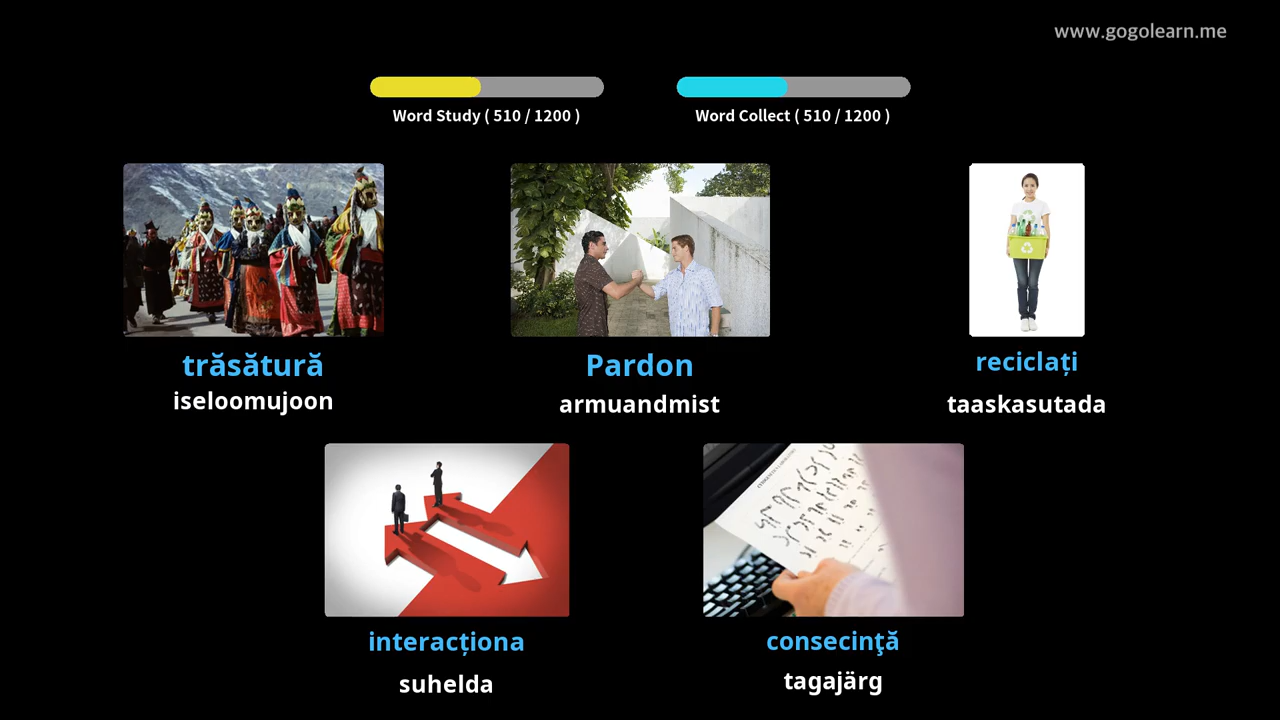 www.gogolearn.me
Word Study ( 510 / 1200 )
Word Collect ( 510 / 1200 )
trăsătură
iseloomujoon
Pardon
armuandmist
reciclați
taaskasutada
interacționa
suhelda
consecinţă
tagajärg